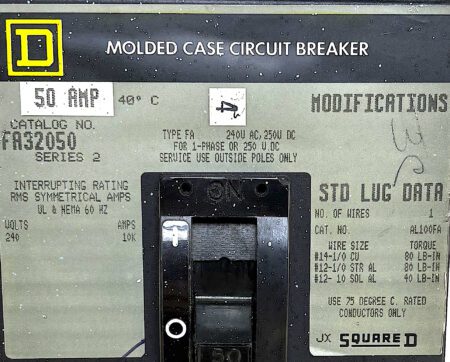 D
MOLDED CASE CIRCUIT BREAKER
50 AMP 40° C
4
MODIFICATIONS
CATALOG NO.
FA32050
SERIES 2
TYPE FA 240V AC, 250V DC
FOR 1-PHASE OR 250 V.DC
SERVICE USE OUTSIDE POLES ONLY
INTERRUPTING RATING
RMS SYMMETRICAL AMPS
UL & NEMA 60 HZ
VOLTS AMPS
240 10K
ON
STD LUG DATA
NO. OF WIRES 1
CAT. NO. AL100FA
WIRE SIZE TORQUE
#14-1/0 CU 80 LB-IN
#12-1/0 STR AL 80 LB-IN
#12-10 SOL AL 40 LB-IN
USE 75 DEGREE C. RATED
CONDUCTORS ONLY
JX SQUARE D
50